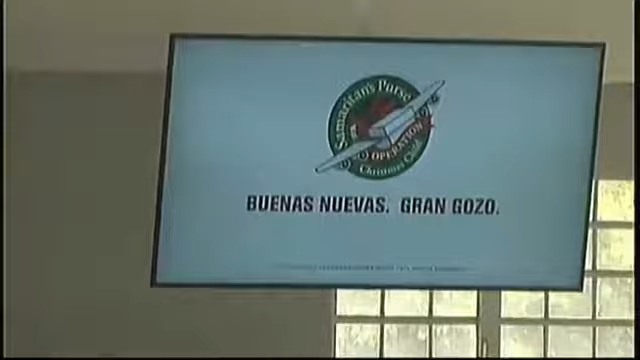 Samaritan's Purse
OPERATION
Christmas Child
BUENAS NUEVAS. GRAN GOZO.